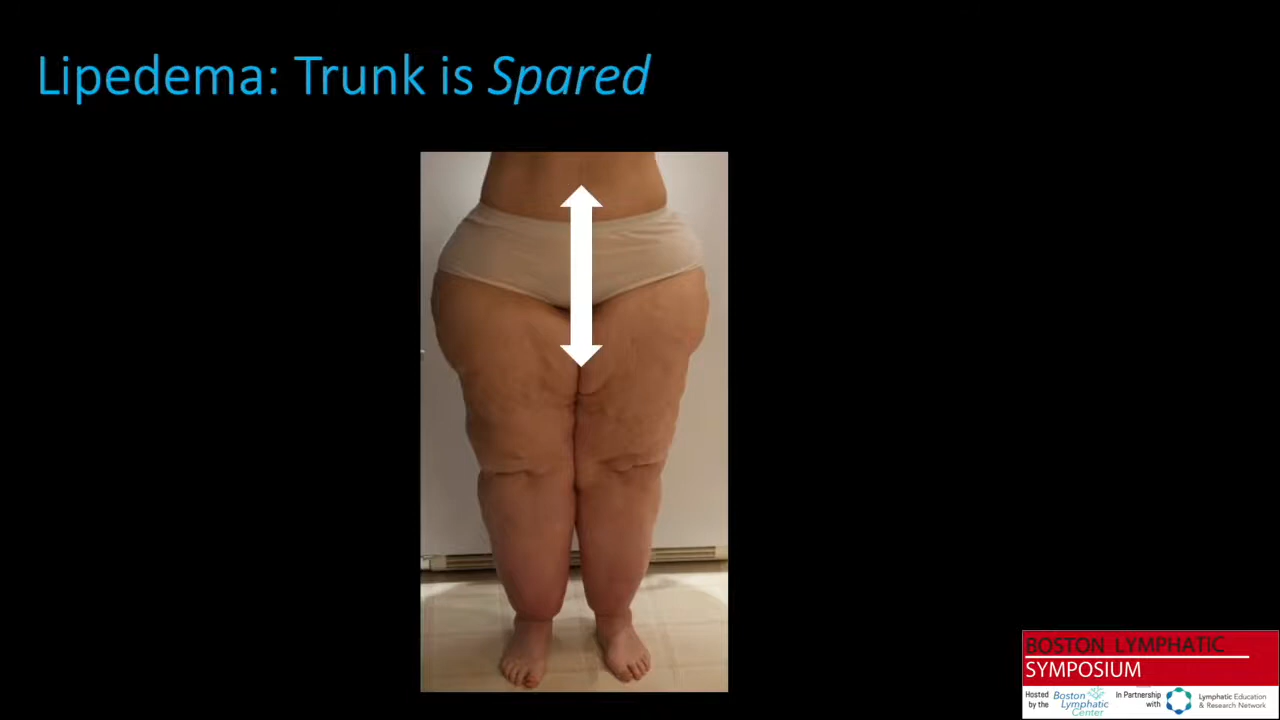 Lipedema: Trunk is Spared
BOSTON LYMPHATIC
SYMPOSIUM
Hosted
by the
Boston
Lymphatic
Center
In Partnership
with
Lymphatic Education
& Research Network